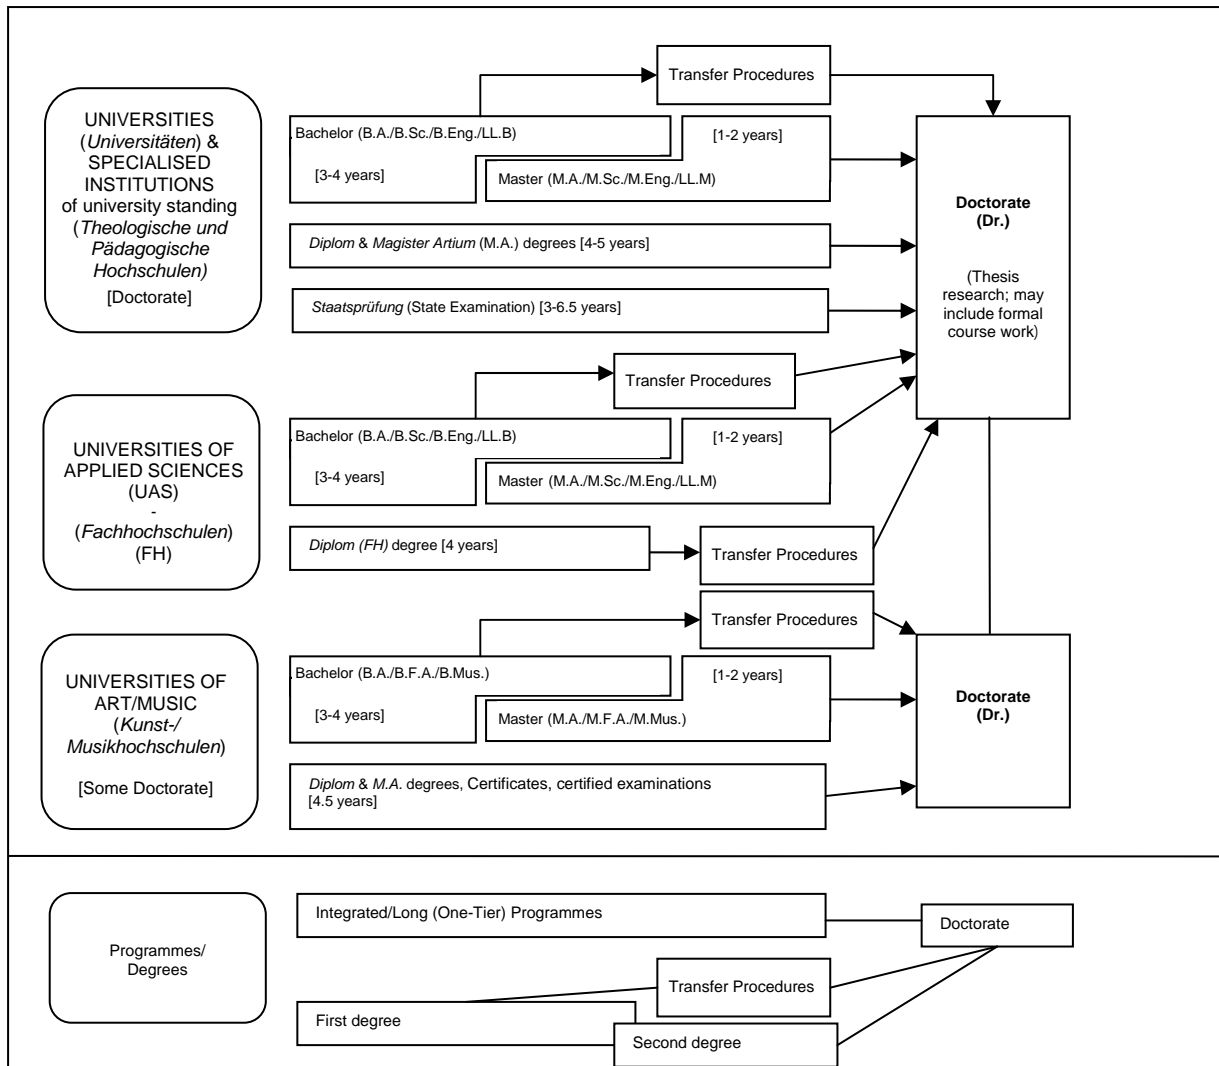 Transfer Procedures
UNIVERSITIES
(Universitäten) &
SPECIALISED
INSTITUTIONS
of university standing
(Theologische und
Pädagogische
Hochschulen)
[Doctorate]
Bachelor (B.A./B.Sc./B.Eng./LL.B)
[3-4 years]
[1-2 years]
Master (M.A./M.Sc./M.Eng./LL.M)
Diplom & Magister Artium (M.A.) degrees [4-5 years]
Staatsprüfung (State Examination) [3-6.5 years]
Doctorate
(Dr.)
(Thesis
research; may
include formal
course work)
Transfer Procedures
UNIVERSITIES OF
APPLIED SCIENCES
(UAS)
-
(Fachhochschulen)
(FH)
Bachelor (B.A./B.Sc./B.Eng./LL.B)
[3-4 years]
[1-2 years]
Master (M.A./M.Sc./M.Eng./LL.M)
Diplom (FH) degree [4 years]
Transfer Procedures
Transfer Procedures
UNIVERSITIES OF
ART/MUSIC
(Kunst-/
Musikhochschulen)
[Some Doctorate]
Bachelor (B.A./B.F.A./B.Mus.)
[3-4 years]
[1-2 years]
Master (M.A./M.F.A./M.Mus.)
Diplom & M.A. degrees, Certificates, certified examinations
[4.5 years]
Doctorate
(Dr.)
Programmes/
Degrees
Integrated/Long (One-Tier) Programmes
Doctorate
Transfer Procedures
First degree
Second degree